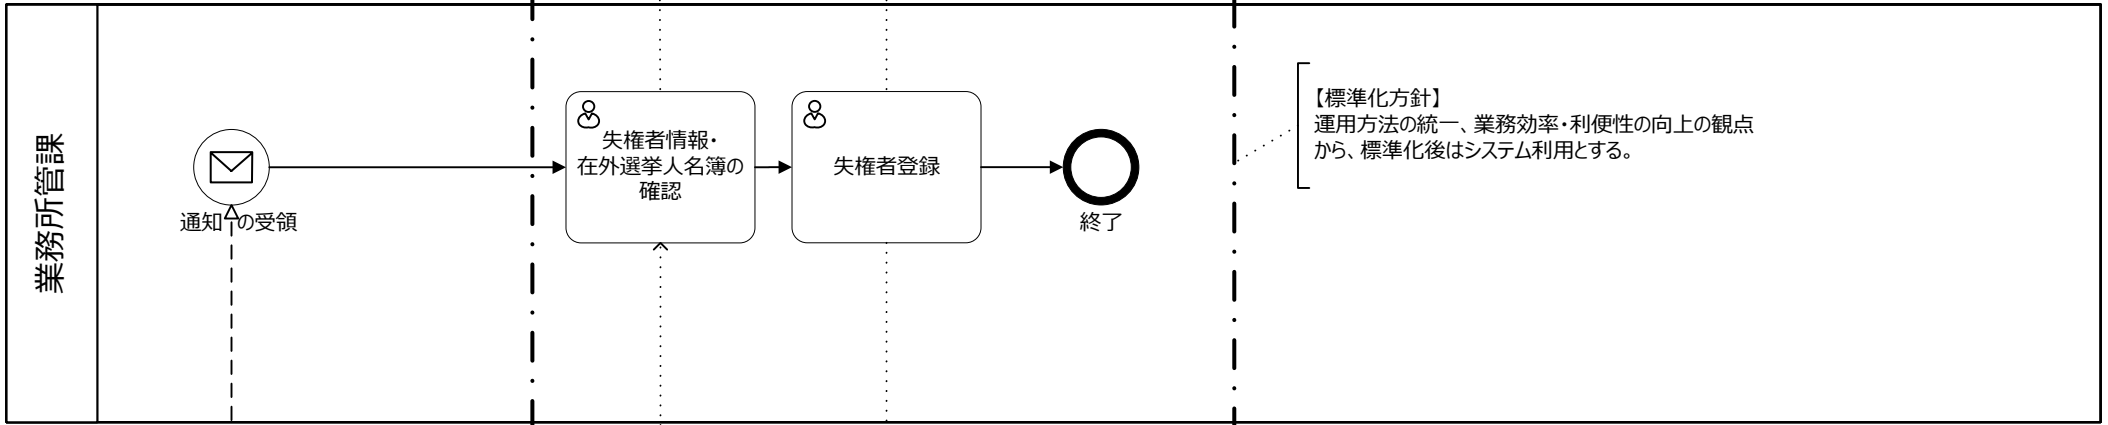 業務所管課
通知の受領
失権者情報・
在外選挙人名簿の
確認
失権者登録
終了
【標準化方針】
運用方法の統一、業務効率・利便性の向上の観点
から、標準化後はシステム利用とする。